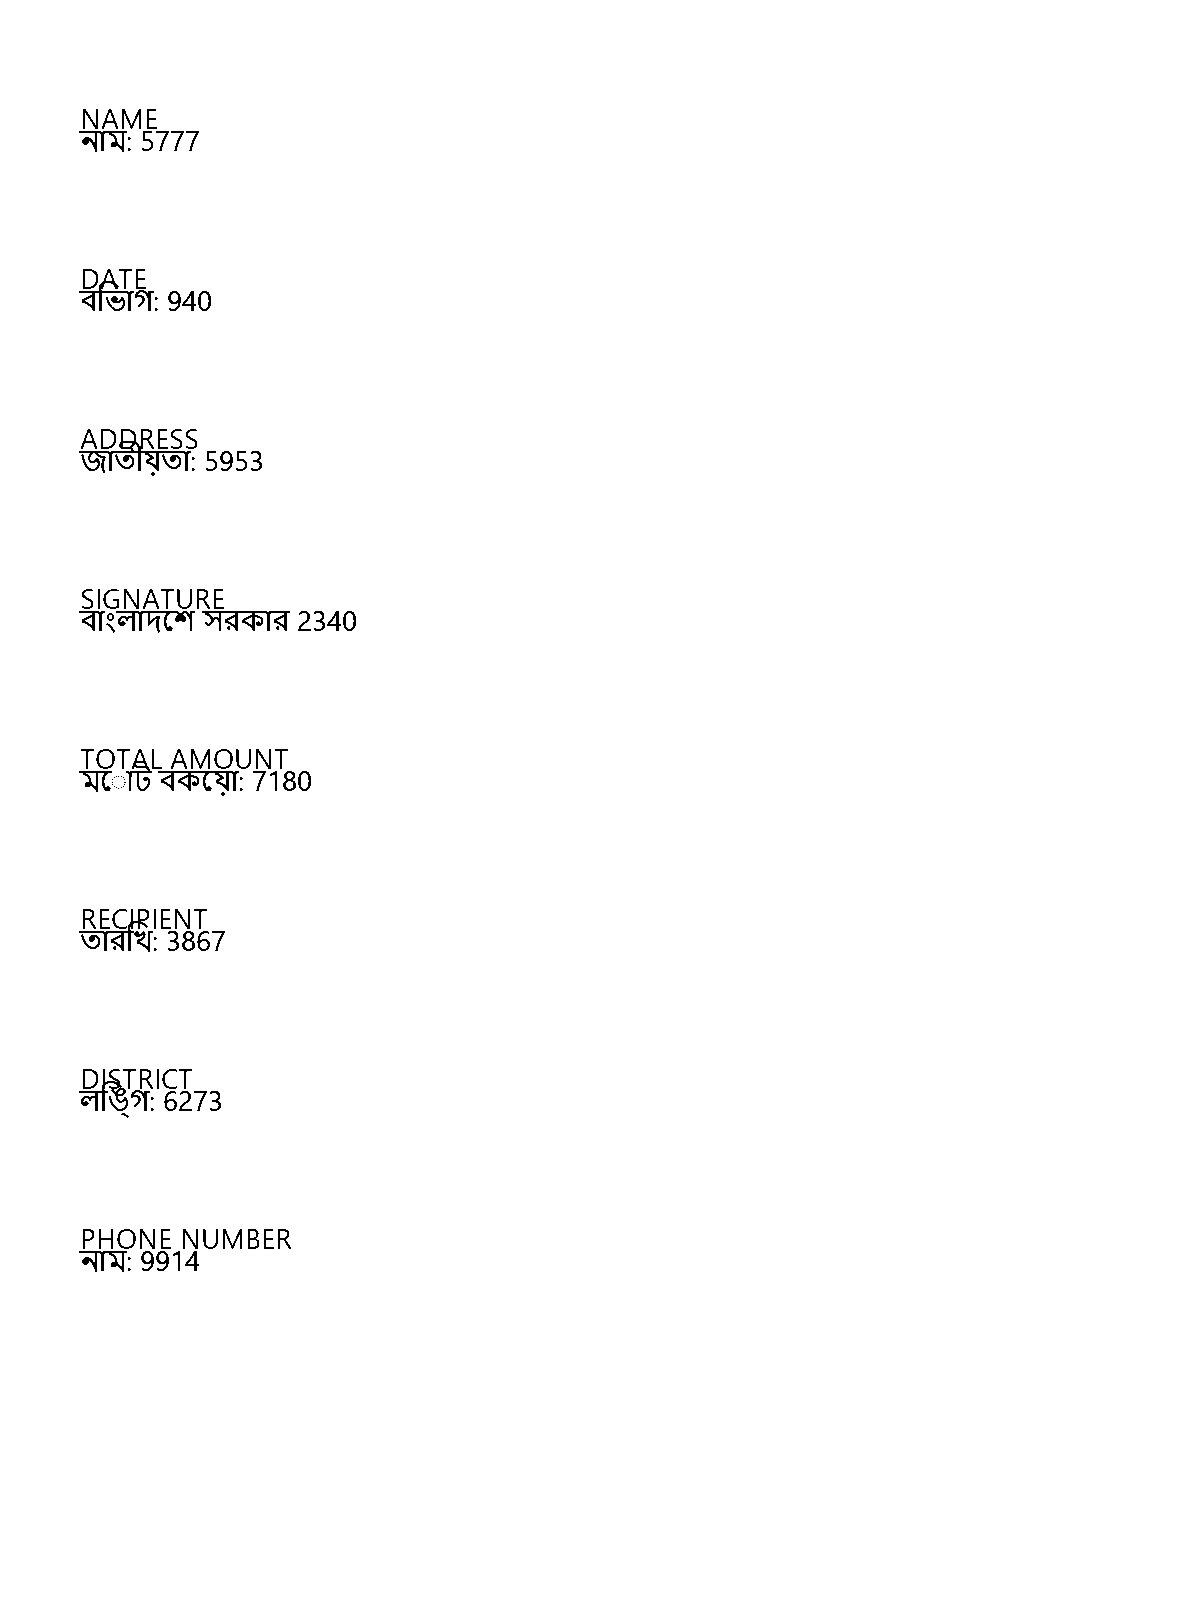 NAME
নাম: 5777
DATE
বিভাগ: 940
ADDRESS
জাতীয়তা: 5953
SIGNATURE
বাংলাদেশ সরকার 2340
TOTAL AMOUNT
মোট বকেয়া: 7180
RECIPIENT
তারিখ: 3867
DISTRICT
লিঙ্গ: 6273
PHONE NUMBER
নাম: 9914